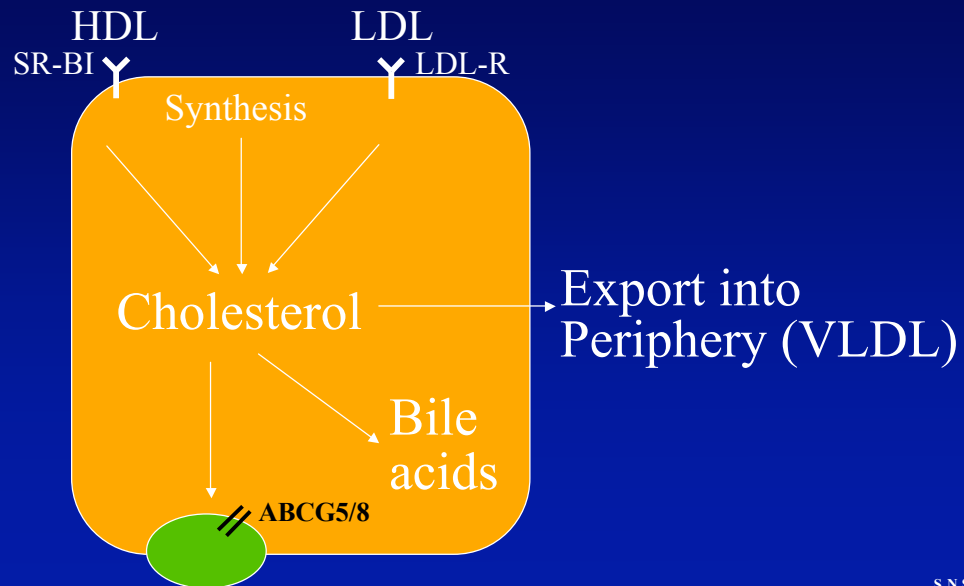 HDL
LDL
SR-BI
LDL-R
Synthesis
Cholesterol
Export into
Periphery (VLDL)
Bile
acids
ABCG5/8